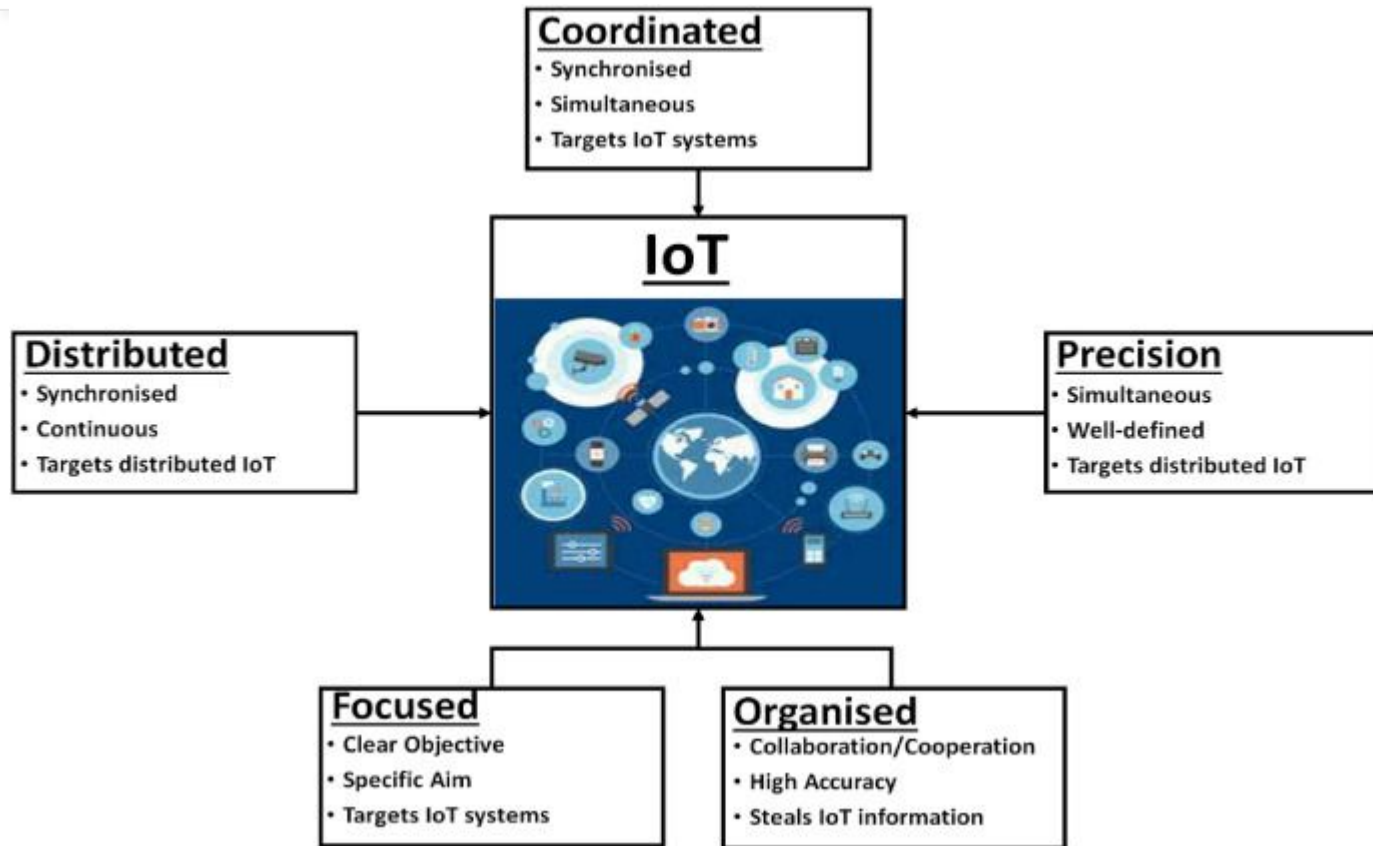 Coordinated
• Synchronised
• Simultaneous
• Targets IoT systems
IoT
Distributed
• Synchronised
• Continuous
• Targets distributed IoT
Precision
• Simultaneous
• Well-defined
• Targets distributed IoT
Focused
• Clear Objective
• Specific Aim
• Targets IoT systems
Organised
• Collaboration/Cooperation
• High Accuracy
• Steals IoT information